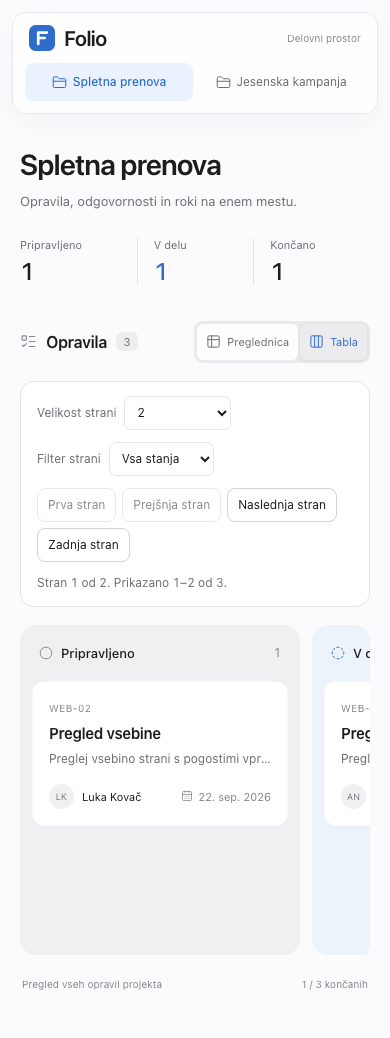 Folio
Delovni prostor
Spletna prenova
Jesenska kampanja
Spletna prenova
Opravila, odgovornosti in roki na enem mestu.
Pripravljeno
V delu
Končano
1
1
1
Opravila 3
Preglednica
Tabla
Velikost strani 2
Filter strani Vsa stanja
Prva stran Prejšnja stran Naslednja stran
Zadnja stran
Stran 1 od 2. Prikazano 1–2 od 3.
Pripravljeno 1
WEB-02
Pregled vsebine
Preglej vsebino strani s pogostimi vpr...
LK Luka Kovač 22. sep. 2026
V
WEB-
AN
Pregled vseh opravil projekta
1 / 3 končanih